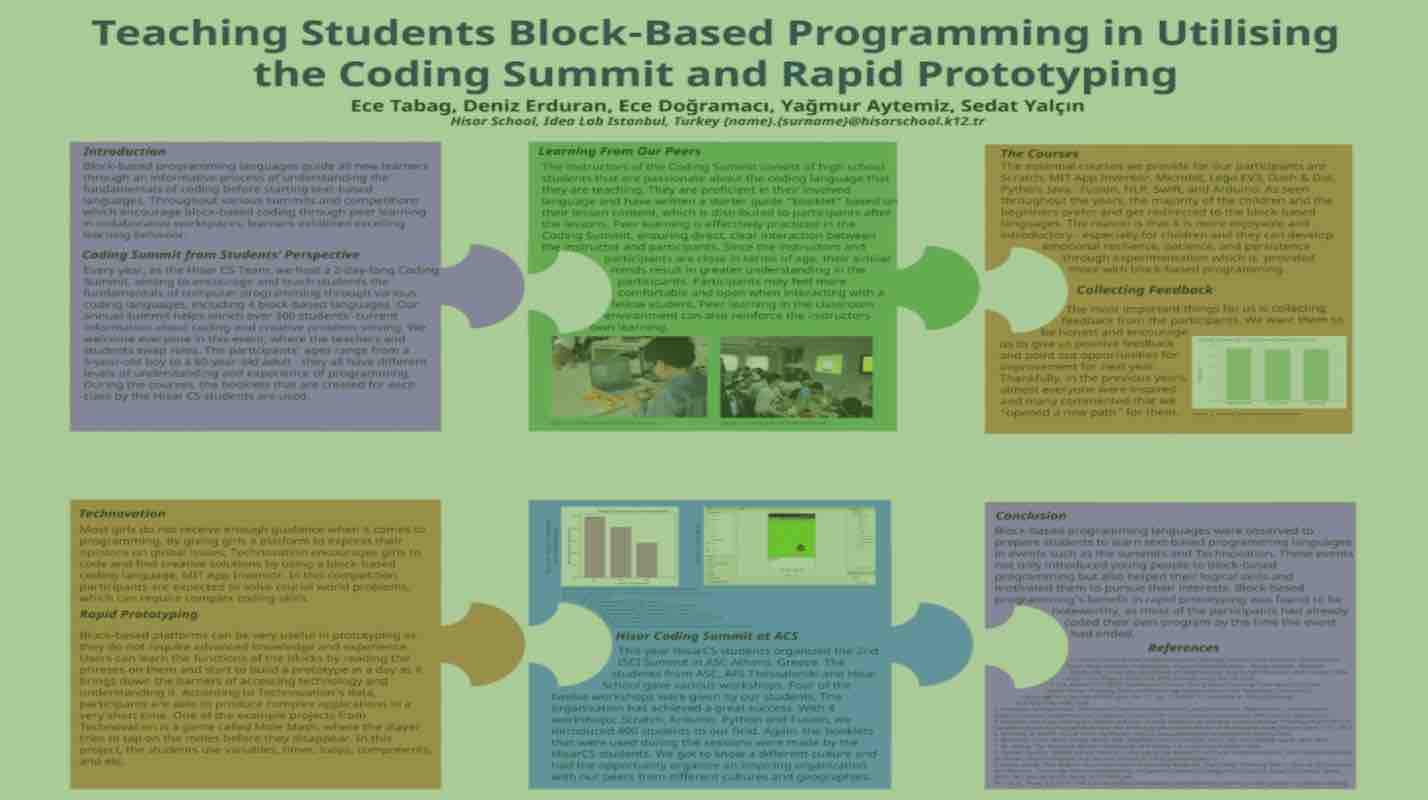 Teaching Students Block-Based Programming in Utilising
the Coding Summit and Rapid Prototyping
Ece Tabag, Deniz Erduran, Ece Doğramacı, Yağmur Aytemiz, Sedat Yalçın
Hisar School, Idea Lab Istanbul, Turkey {name}.{surname}@hisarschool.k12.tr
Introduction
Block-based programming languages guide all new learners
through an informative process of understanding the
fundamentals of coding before starting text-based
languages. Throughout various summits and competitions
which encourage block-based coding through peer learning
in collaborative workspaces, learners exhibited excelling
learning behavior.
Coding Summit from Students' Perspective
Every year, as the Hisar CS Team, we host a 2-day-long Coding
Summit, aiming to encourage and teach students the
fundamentals of computer programming through various
coding languages, including 4 block-based languages. Our
annual summit helps enrich over 300 students' current
information about coding and creative problem solving. We
welcome everyone in this event, where the teachers and
students swap roles. The participants' ages range from a
-year-old boy to a 60-year-old adult - they all have different
levels of understanding and experience of programming.
During the courses, the booklets that are created for each
class by the Hisar CS students are used.
Learning From Our Peers
The instructors of the Coding Summit consist of high school
students that are passionate about the coding language that
they are teaching. They are proficient in their involved
language and have written a starter guide "booklet" based on
their lesson content, which is distributed to participants after
the lessons. Peer learning is effectively practiced in the
Coding Summit, ensuring direct, clear interaction between
the instructor and participants. Since the instructors and
participants are close in terms of age, their similar
minds result in greater understanding in the
participants. Participants may feel more
comfortable and open when interacting with a
fellow student. Peer learning in the classroom
environment can also reinforce the instructors
own learning.
The Courses
The essential courses we provide for our participants are
Scratch, MIT App Inventor, Microbit, Lego EV3, Dash & Dot,
Python, Java, Fusion, NLP, Swift, and Arduino. As seen
throughout the years, the majority of the children and the
beginners prefer and get redirected to the block-based
languages. The reason is that it is more enjoyable and
introductory - especially for children and they can develop
emotional resilience, patience, and persistence
through experimentation which is provided
more with block-based programming.
Collecting Feedback
The most important things for us is collecting
feedback from the participants. We want them to
be honest and encourage
us to give us positive feedback
and point out opportunities for
improvement for next year.
Thankfully, in the previous years,
almost everyone were inspired
and many commented that we
"opened a new path" for them.
Technovation
Most girls do not receive enough guidance when it comes to
programming. By giving girls a platform to express their
opinions on global issues, Technovation encourages girls to
code and find creative solutions by using a block-based
coding language, MIT App Inventor. In this competition
participants are expected to solve crucial world problems,
which can require complex coding skills.
Rapid Prototyping
Block-based platforms can be very useful in prototyping as
they do not require advanced knowledge and experience.
Users can learn the functions of the blocks by reading the
phrases on them and start to build a prototype in a day as it
brings down the barriers of accessing technology and
understanding it. According to Technovation's data,
participants are able to produce complex applications in a
very short time. One of the example projects from
Technovation is a game called Mole Mash, where the player
tries to tap on the moles before they disappear. In this
project, the students use variables, timer, loops, components,
and etc.
Hisar Coding Summit at ACS
This year HisarCS students organized the 2nd
ISCI Summit in ASC Athens, Greece. The
students from ASC, AFS Thessaloniki and Hisar
School gave various workshops. Four of the
twelve workshops were given by our students. The
organisation has achieved a great success. With 4
workshops: Scratch, Arduino, Python and Fusion, we
introduced 400 students to our field. Again, the booklets
that were used during the sessions were made by the
HisarCS students. We got to know a different culture and
had the opportunity organize an inspiring organization
with our peers from different cultures and geographies.
Conclusion
Block-based programming languages were observed to
prepare students to learn text-based programming languages
in events such as the summits and Technovation. These events
not only introduced young people to block-based
programming but also helped their logical skills and
motivated them to pursue their interests. Block-based
programming's benefit in rapid prototyping was found to be
noteworthy, as most of the participants had already
coded their own program by the time the event
had ended.
References